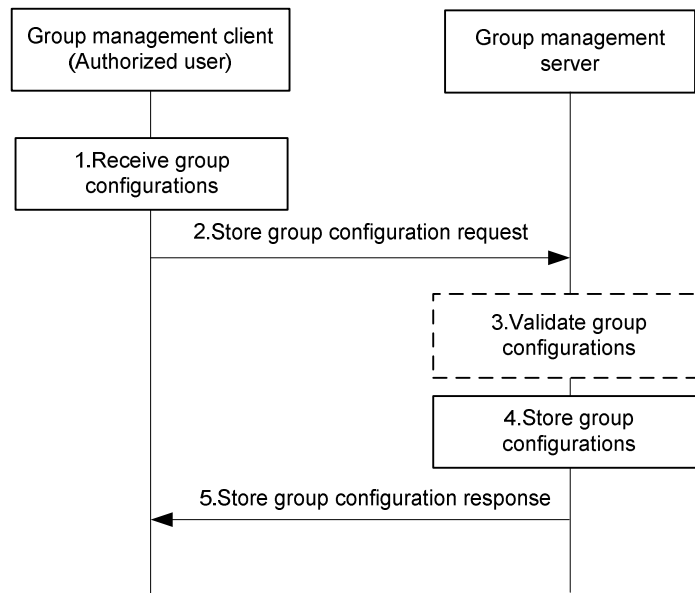 Group management client
(Authorized user)
Group management
server
1.Receive group
configurations
2.Store group configuration request
3.Validate group
configurations
4.Store group
configurations
5.Store group configuration response